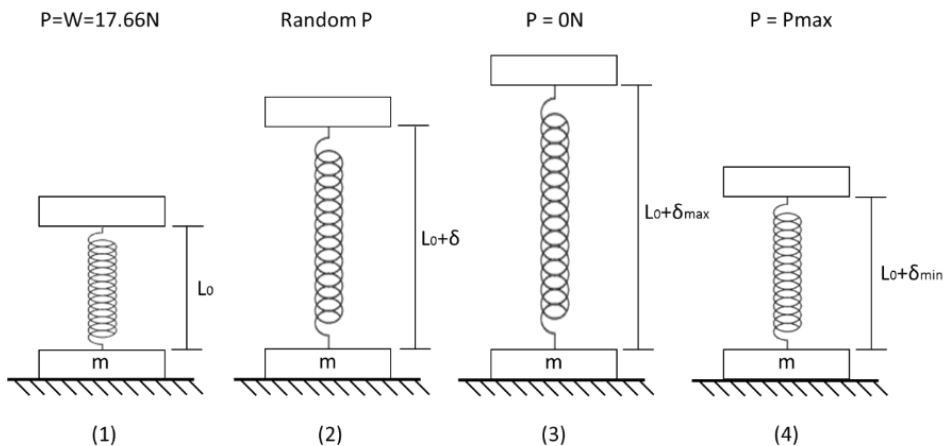 P=W=17.66N Random P P = 0N P = Pmax
L₀ L₀+δ L₀+δmax L₀+δmin
m m m m
(1) (2) (3) (4)